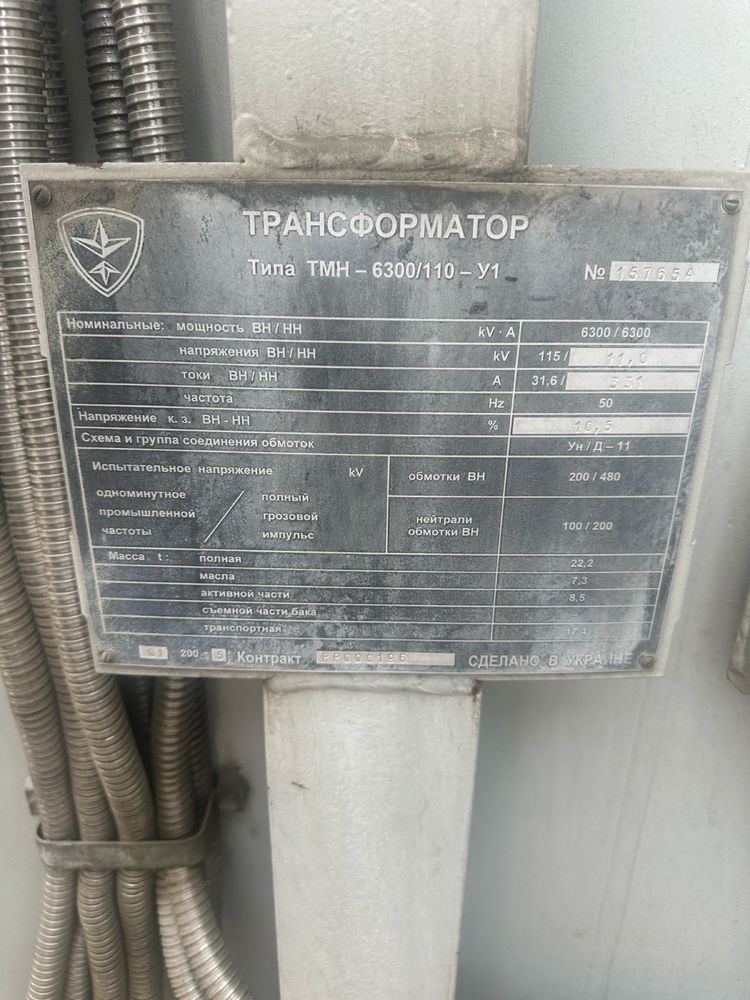 ТРАНСФОРМАТОР
Типа ТМН – 6300/110 – У1 № 157654
Номинальные: мощность ВН / НН kV · A 6300 / 6300
напряжения ВН / НН kV 115 / 11,0
токи ВН / НН A 31,6 / 331
частота Hz 50
Напряжение к. з. ВН - НН % 10,5
Схема и группа соединения обмоток Ун / Д – 11
Испытательное напряжение kV обмотки ВН 200 / 480
одноминутное / полный
промышленной грозовой
частоты импульс
нейтрали обмотки ВН 100 / 200
Масса t : полная 22,2
масла 7,3
активной части 8,5
съемной части бака
транспортная 17,4
200 5 Контракт PP000196 СДЕЛАНО В УКРАИНЕ